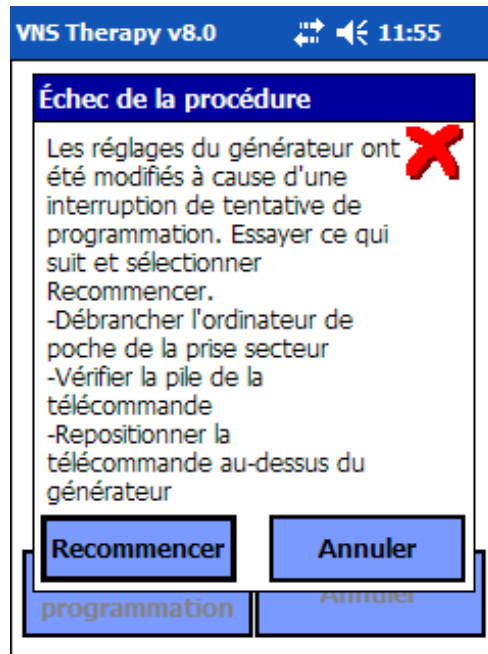 VNS Therapy v8.0 11:55
Échec de la procédure
Les réglages du générateur ont
été modifiés à cause d'une
interruption de tentative de
programmation. Essayer ce qui
suit et sélectionner
Recommencer.
-Débrancher l'ordinateur de
poche de la prise secteur
-Vérifier la pile de la
télécommande
-Repositionner la
télécommande au-dessus du
générateur
Recommencer Annuler
programmation Annuler